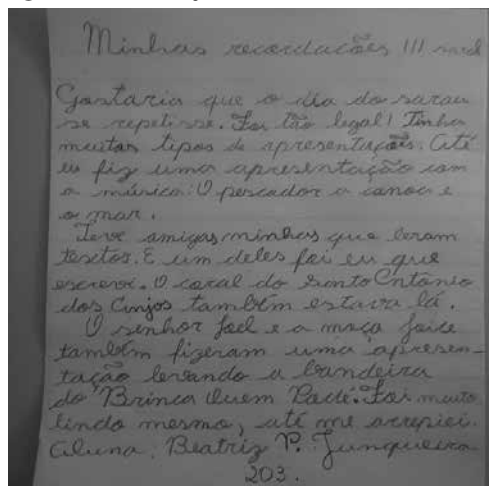 Minhas recordações !!!
Gostaria que o dia do sarau
se repetisse. Foi tão legal! Tinha
muitos tipos de apresentações. Até
eu fiz uma apresentação com
a música: O pescador a canoa e
o mar.
Teve amigas minhas que leram
textos. E um deles foi eu que
escrevi. O coral do Santo Antonio
dos Anjos também estava lá.
O senhor Joel e a moça Joice
também fizeram uma apresen-
tação levando a bandeira
do Brinca Quem Pode. Foi muito
lindo mesmo, até me arrepiei.
Aluna, Beatriz P. Junqueira
203.